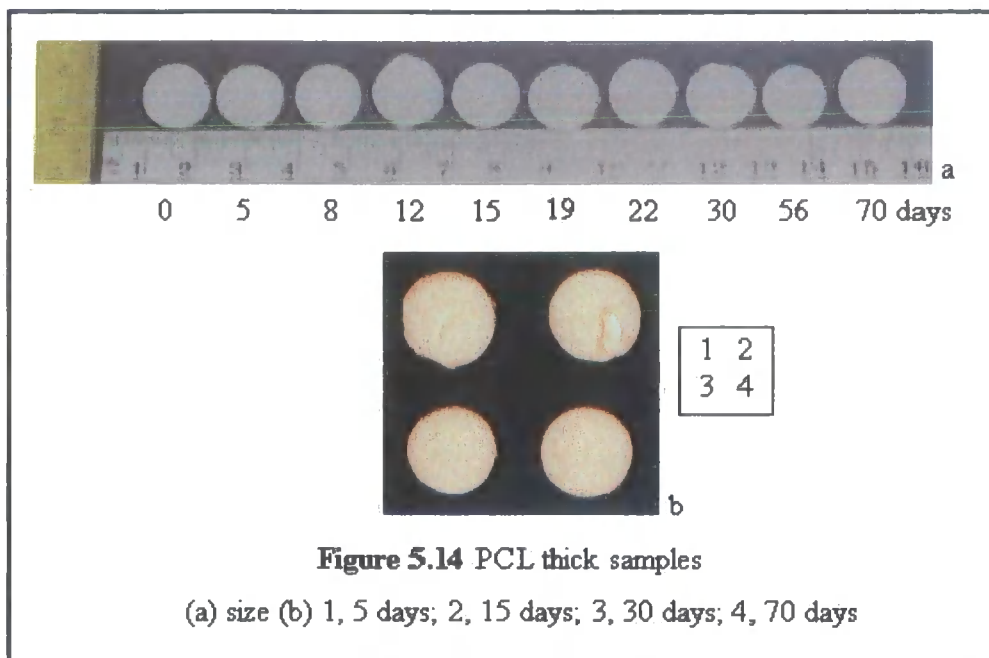 a
0 5 8 12 15 19 22 30 56 70 days
1 2
3 4
b
Figure 5.14 PCL thick samples
(a) size (b) 1, 5 days; 2, 15 days; 3, 30 days; 4, 70 days